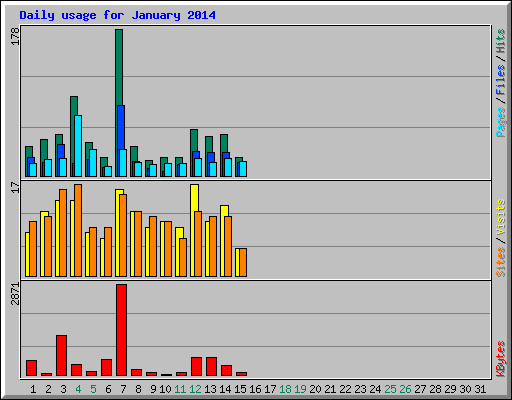 Daily usage for January 2014
178
Pages/Files/Hits
17
Sites/Visits
2871
KBytes
1 2 3 4 5 6 7 8 9 10 11 12 13 14 15 16 17 18 19 20 21 22 23 24 25 26 27 28 29 30 31